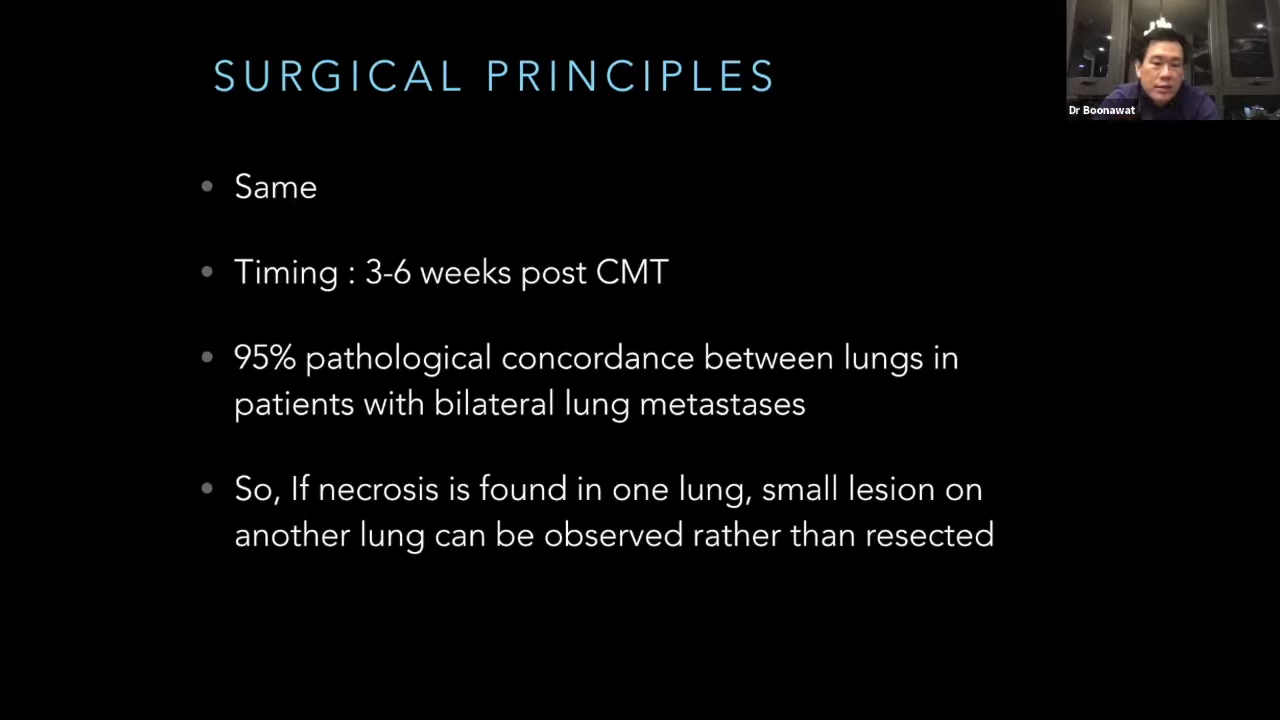 SURGICAL PRINCIPLES
Dr Boonawat
• Same
• Timing : 3-6 weeks post CMT
• 95% pathological concordance between lungs in
patients with bilateral lung metastases
• So, If necrosis is found in one lung, small lesion on
another lung can be observed rather than resected